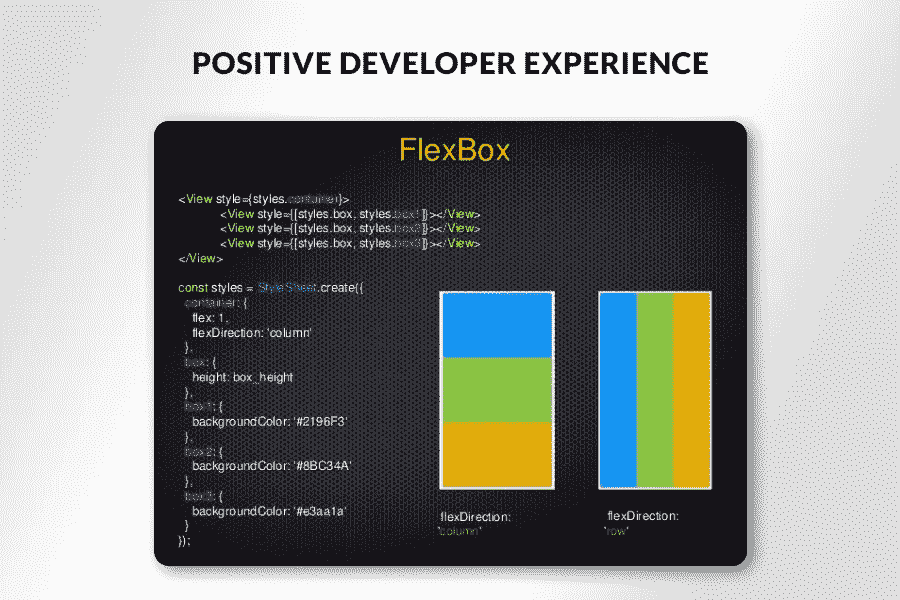 POSITIVE DEVELOPER EXPERIENCE
FlexBox
<View style={styles.container}>
<View style={[styles.box, styles.box1]}></View>
<View style={[styles.box, styles.box2]}></View>
<View style={[styles.box, styles.box3]}></View>
</View>
const styles = StyleSheet.create({
container: {
flex: 1,
flexDirection: 'column'
},
box: {
height: box_height
},
box1: {
backgroundColor: '#2196F3'
},
box2: {
backgroundColor: '#8BC34A'
},
box3: {
backgroundColor: '#e3aa1a'
}
});
flexDirection:
'column'
flexDirection:
'row'